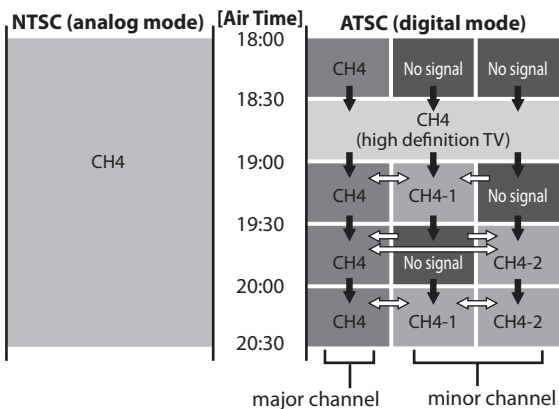 NTSC (analog mode) [Air Time] ATSC (digital mode)
18:00
CH4 No signal No signal
18:30
CH4
(high definition TV)
CH4
19:00
CH4 CH4-1 No signal
19:30
CH4 No signal CH4-2
20:00
CH4 CH4-1 CH4-2
20:30
major channel minor channel